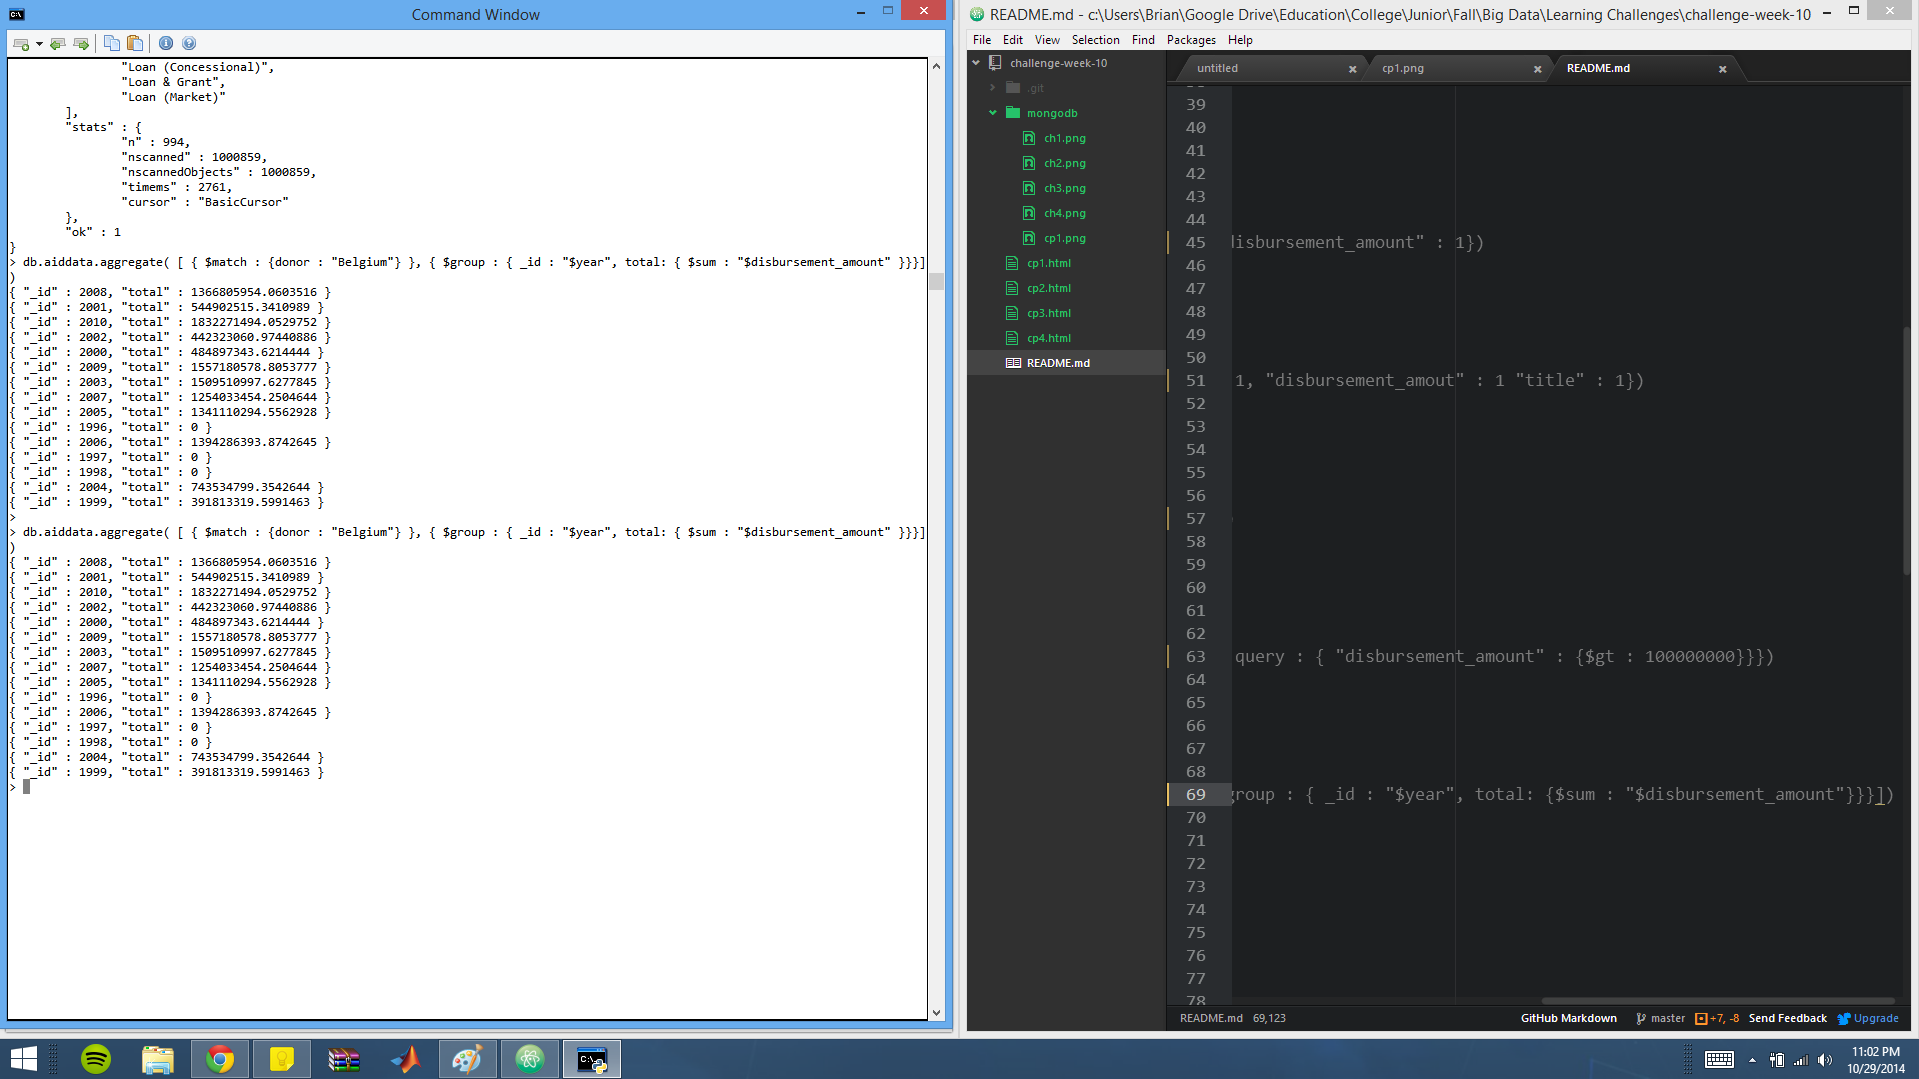 Command Window
"Loan (Concessional)",
"Loan & Grant",
"Loan (Market)"
],
"stats" : {
"n" : 994,
"nscanned" : 1000859,
"nscannedObjects" : 1000859,
"timems" : 2761,
"cursor" : "BasicCursor"
},
"ok" : 1
}
> db.aiddata.aggregate( [ { $match : {donor : "Belgium"} }, { $group : { _id : "$year", total: { $sum : "$disbursement_amount" }}}]
)
{ "_id" : 2008, "total" : 1366805954.0603516 }
{ "_id" : 2001, "total" : 544902515.3410989 }
{ "_id" : 2010, "total" : 1832271494.0529752 }
{ "_id" : 2002, "total" : 442323060.97440886 }
{ "_id" : 2000, "total" : 484897343.6214444 }
{ "_id" : 2009, "total" : 1557180578.8053777 }
{ "_id" : 2003, "total" : 1509510997.6277845 }
{ "_id" : 2007, "total" : 1254033454.2504644 }
{ "_id" : 2005, "total" : 1341110294.5562928 }
{ "_id" : 1996, "total" : 0 }
{ "_id" : 2006, "total" : 1394286393.8742645 }
{ "_id" : 1997, "total" : 0 }
{ "_id" : 1998, "total" : 0 }
{ "_id" : 2004, "total" : 743534799.3542644 }
{ "_id" : 1999, "total" : 391813319.5991463 }
>
> db.aiddata.aggregate( [ { $match : {donor : "Belgium"} }, { $group : { _id : "$year", total: { $sum : "$disbursement_amount" }}}]
)
{ "_id" : 2008, "total" : 1366805954.0603516 }
{ "_id" : 2001, "total" : 544902515.3410989 }
{ "_id" : 2010, "total" : 1832271494.0529752 }
{ "_id" : 2002, "total" : 442323060.97440886 }
{ "_id" : 2000, "total" : 484897343.6214444 }
{ "_id" : 2009, "total" : 1557180578.8053777 }
{ "_id" : 2003, "total" : 1509510997.6277845 }
{ "_id" : 2007, "total" : 1254033454.2504644 }
{ "_id" : 2005, "total" : 1341110294.5562928 }
{ "_id" : 1996, "total" : 0 }
{ "_id" : 2006, "total" : 1394286393.8742645 }
{ "_id" : 1997, "total" : 0 }
{ "_id" : 1998, "total" : 0 }
{ "_id" : 2004, "total" : 743534799.3542644 }
{ "_id" : 1999, "total" : 391813319.5991463 }
>
README.md - c:\Users\Brian\Google Drive\Education\College\Junior\Fall\Big Data\Learning Challenges\challenge-week-10
File Edit View Selection Find Packages Help
challenge-week-10
.git
mongodb
ch1.png
ch2.png
ch3.png
ch4.png
cp1.png
cp1.html
cp2.html
cp3.html
cp4.html
README.md
untitled
cp1.png
README.md
39
40
41
42
43
44
45 disbursement_amount" : 1})
46
47
48
49
50
51 1, "disbursement_amout" : 1 "title" : 1})
52
53
54
55
56
57 )
58
59
60
61
62
63 query : { "disbursement_amount" : {$gt : 100000000}}})
64
65
66
67
68
69 group : { _id : "$year", total: {$sum : "$disbursement_amount"}}}])
70
71
72
73
74
75
76
77
78
README.md 69,123
GitHub Markdown master +7, -8 Send Feedback Upgrade
11:02 PM
10/29/2014